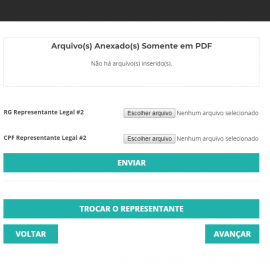 Arquivo(s) Anexado(s) Somente em PDF
Não há arquivo(s) inserido(s).
RG Representante Legal #2 Escolher arquivo Nenhum arquivo selecionado
CPF Representante Legal #2 Escolher arquivo Nenhum arquivo selecionado
ENVIAR
TROCAR O REPRESENTANTE
VOLTAR AVANÇAR